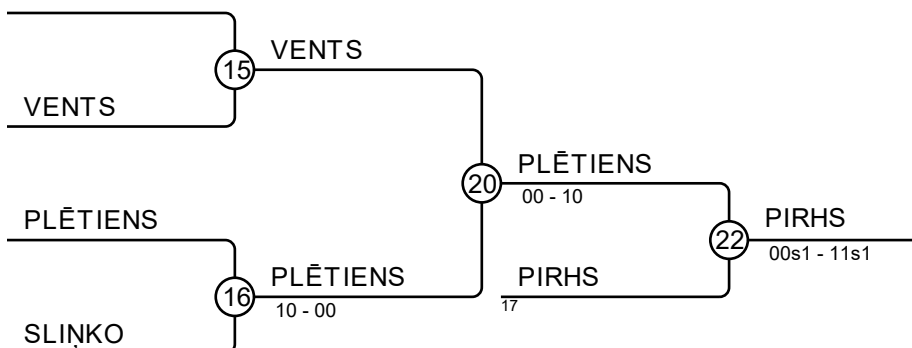 VENTS
15
VENTS
PLĒTIENS
20
00 - 10
PLĒTIENS
PIRHS
22
00s1 - 11s1
PLĒTIENS
16
10 - 00
PIRHS
17
SLIŅKO